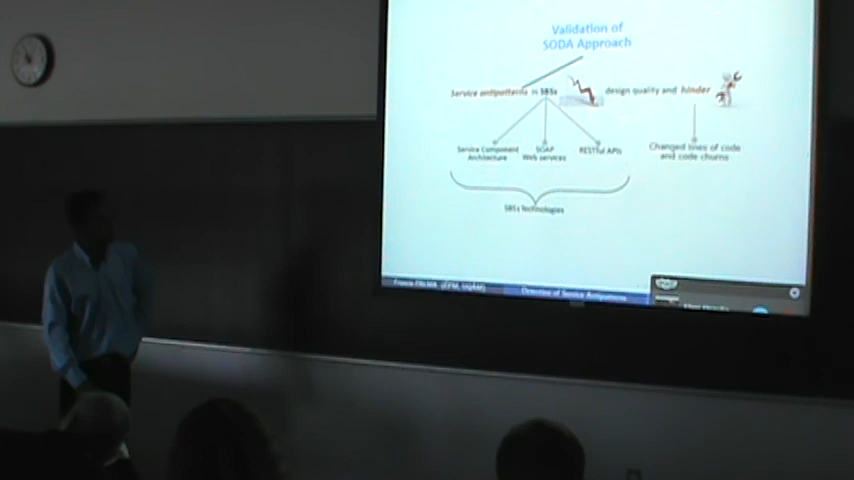 Validation of
SODA Approach
Service antipatterns in SBSs design quality and hinder
Service Component
Architecture
SOAP
Web services
RESTful APIs
Changed lines of code
and code churns
SBSs Technologies
Detection of Service Antipatterns